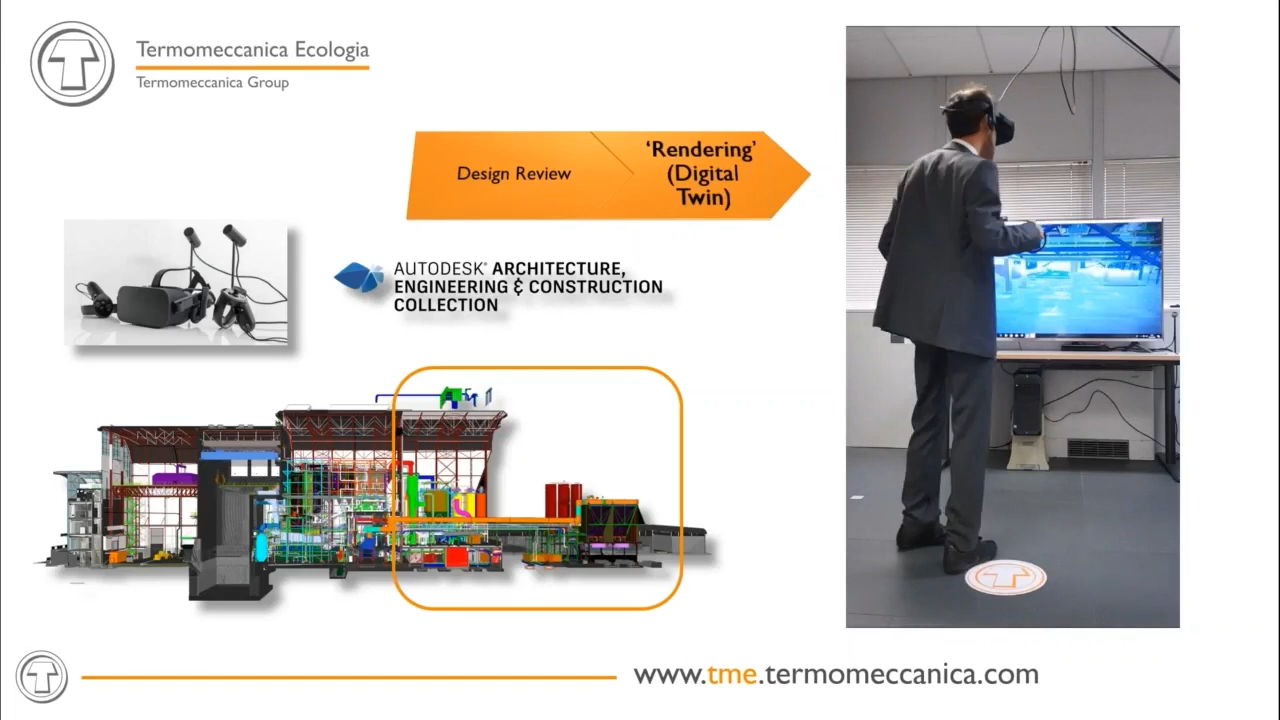 Termomeccanica Ecologia
Termomeccanica Group
Design Review
‘Rendering’
(Digital
Twin)
AUTODESK ARCHITECTURE,
ENGINEERING & CONSTRUCTION
COLLECTION
www.tme.termomeccanica.com